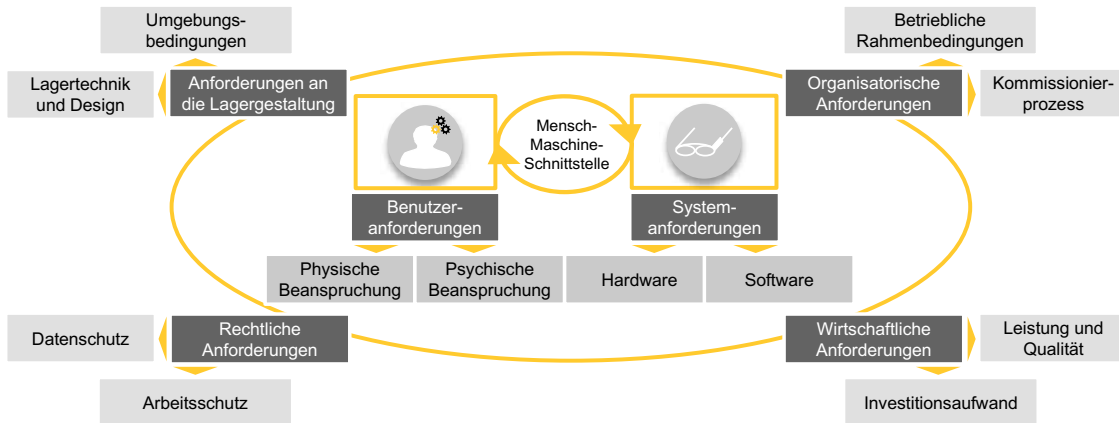 Umgebungs-
bedingungen
Betriebliche
Rahmenbedingungen
Lagertechnik
und Design
Anforderungen an
die Lagergestaltung
Organisatorische
Anforderungen
Kommissionier-
prozess
Mensch-
Maschine-
Schnittstelle
Benutzer-
anforderungen
System-
anforderungen
Physische
Beanspruchung
Psychische
Beanspruchung
Hardware
Software
Datenschutz
Rechtliche
Anforderungen
Wirtschaftliche
Anforderungen
Leistung und
Qualität
Arbeitsschutz
Investitionsaufwand